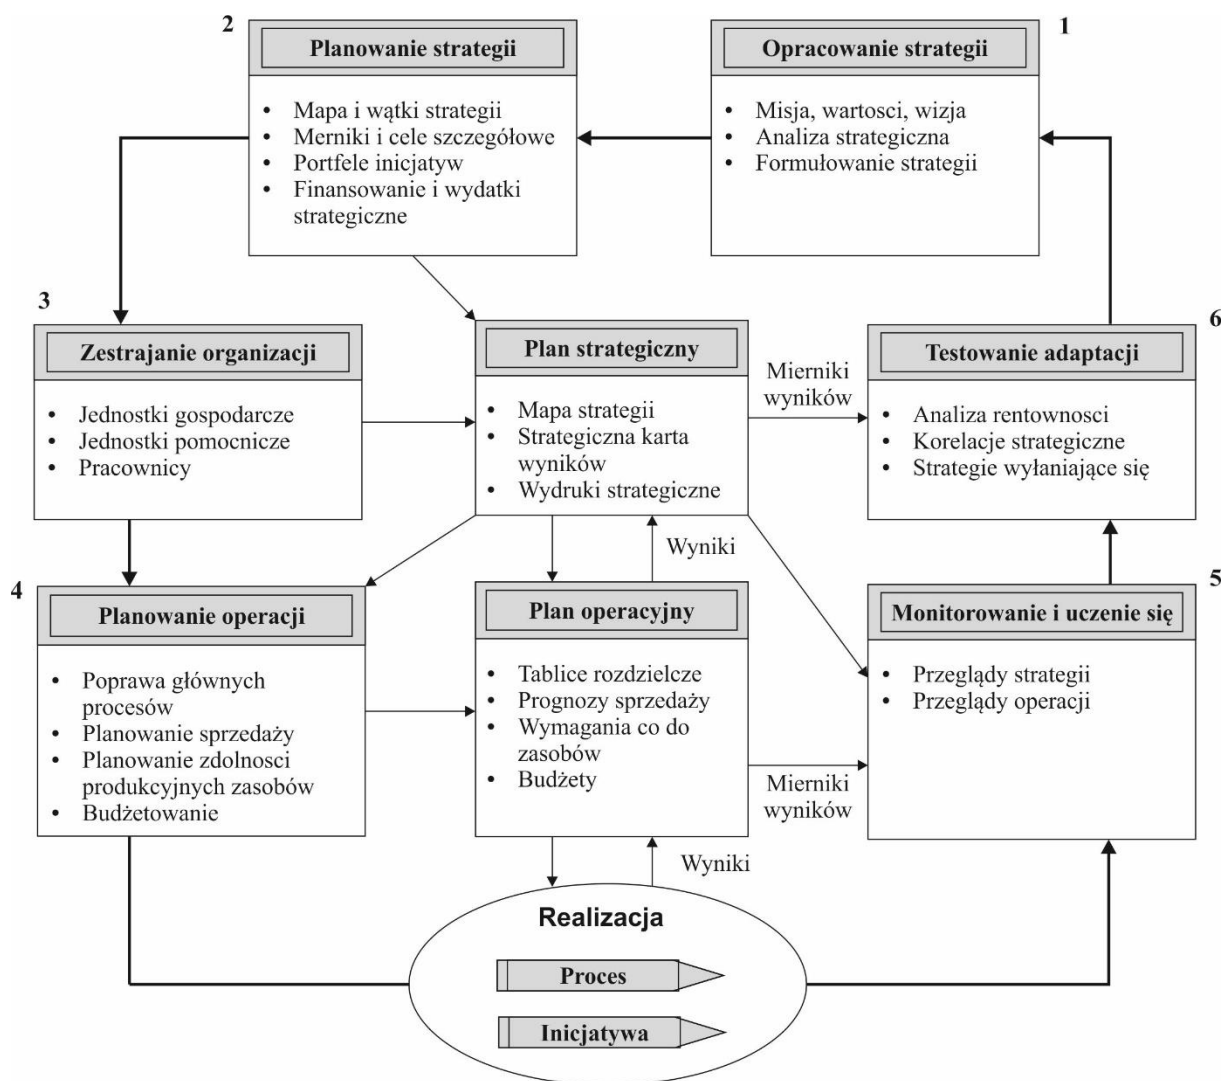 2
Planowanie strategii
• Mapa i wątki strategii
• Merniki i cele szczegółowe
• Portfele inicjatyw
• Finansowanie i wydatki
strategiczne
1
Opracowanie strategii
• Misja, wartosci, wizja
• Analiza strategiczna
• Formułowanie strategii
3
Zestrajanie organizacji
• Jednostki gospodarcze
• Jednostki pomocnicze
• Pracownicy
Plan strategiczny
• Mapa strategii
• Strategiczna karta
wyników
• Wydruki strategiczne
Mierniki
wyników
6
Testowanie adaptacji
• Analiza rentownosci
• Korelacje strategiczne
• Strategie wyłaniające się
Wyniki
4
Planowanie operacji
• Poprawa głównych
procesów
• Planowanie sprzedaży
• Planowanie zdolnosci
produkcyjnych zasobów
• Budżetowanie
Plan operacyjny
• Tablice rozdzielcze
• Prognozy sprzedaży
• Wymagania co do
zasobów
• Budżety
Mierniki
wyników
5
Monitorowanie i uczenie się
• Przeglądy strategii
• Przeglądy operacji
Wyniki
Realizacja
Proces
Inicjatywa